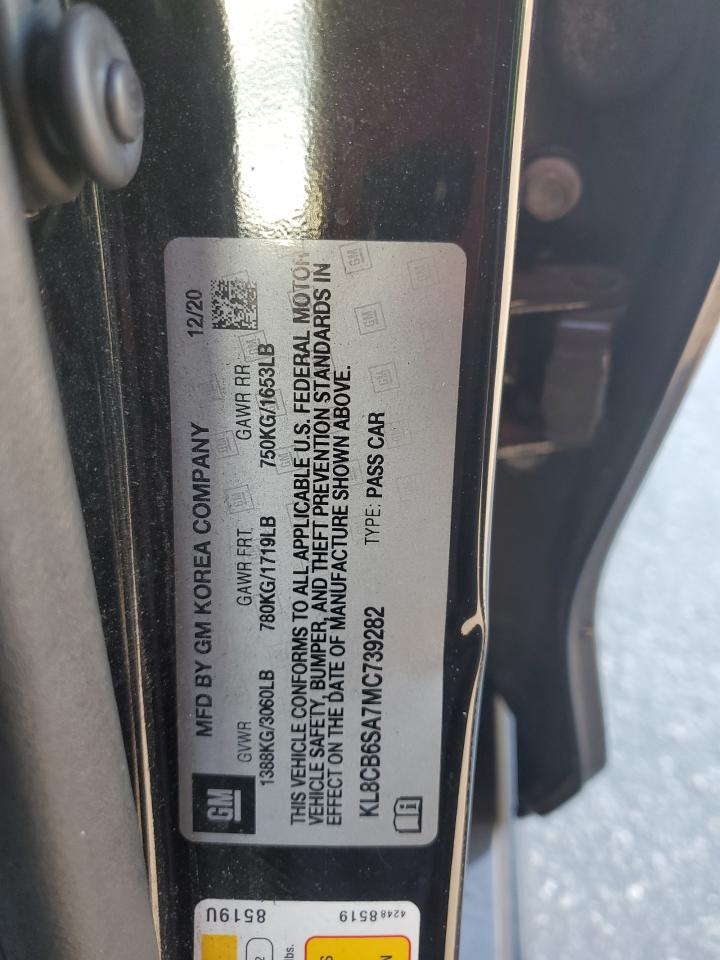 GM
MFD BY GM KOREA COMPANY 12/20
GVWR GAWR FRT GAWR RR
1388KG/3060LB 780KG/1719LB 750KG/1653LB
THIS VEHICLE CONFORMS TO ALL APPLICABLE U.S. FEDERAL MOTOR
VEHICLE SAFETY, BUMPER, AND THEFT PREVENTION STANDARDS IN
EFFECT ON THE DATE OF MANUFACTURE SHOWN ABOVE.
KL8CB6SA7MC739282 TYPE: PASS CAR
8519U
42488519
lbs.